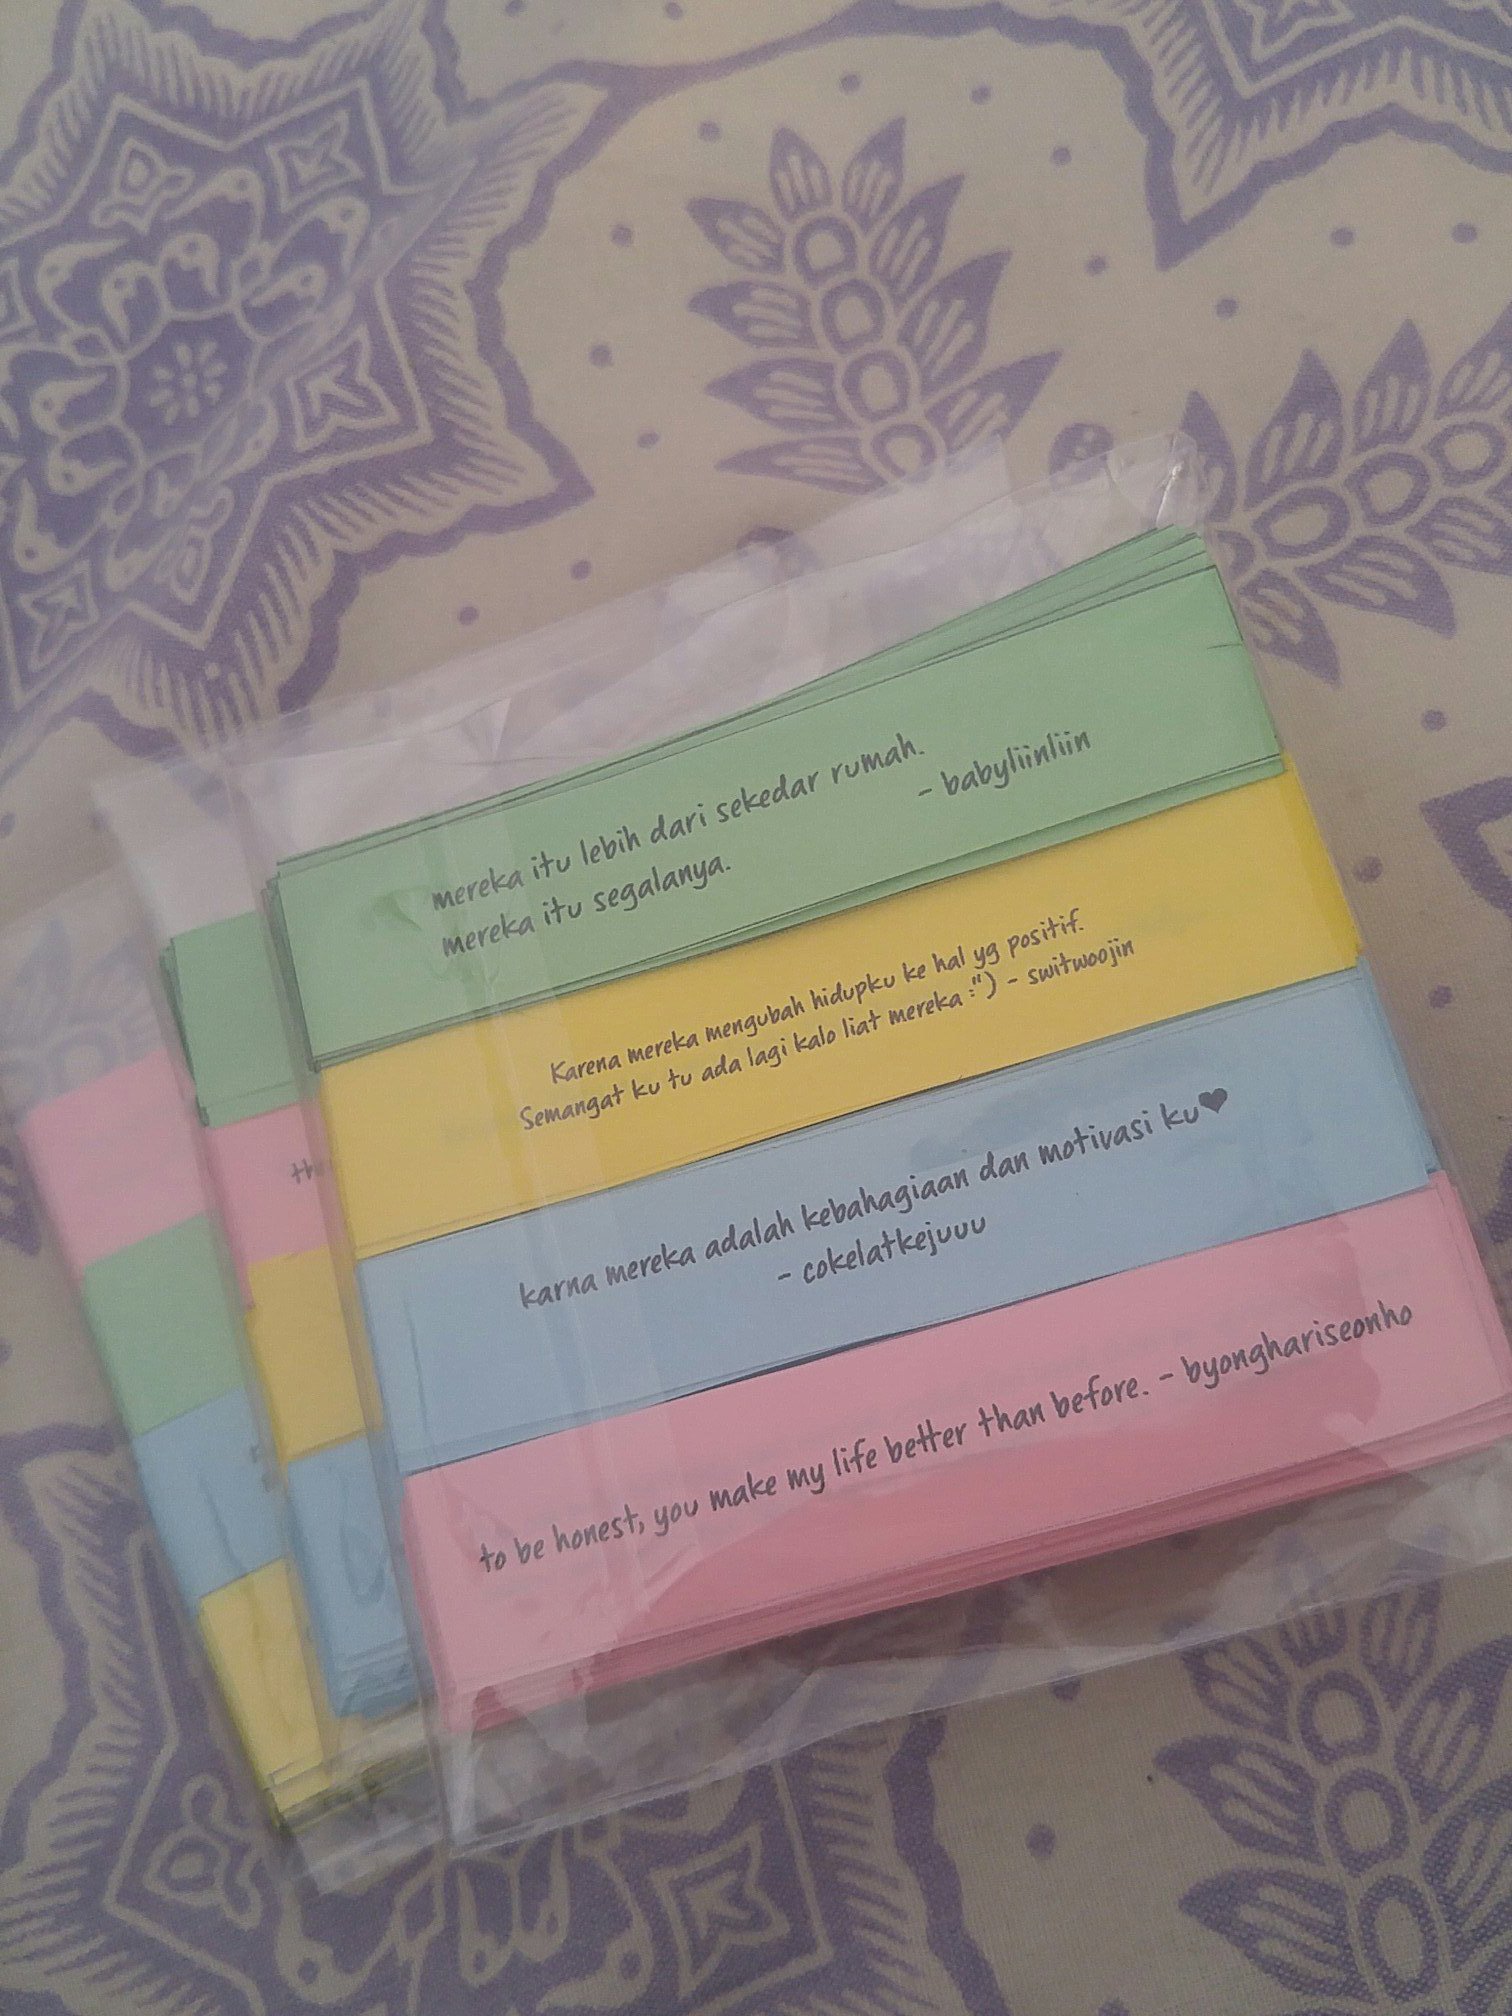 mereka itu lebih dari sekedar rumah.
mereka itu segalanya.
- babyliinliin
Karena mereka mengubah hidupku ke hal yg positif.
Semangat ku tu ada lagi kalo liat mereka :") - switwoojin
karna mereka adalah kebahagiaan dan motivasi ku♥
- cokelatkejuuu
to be honest, you make my life better than before. - byonghariseonho